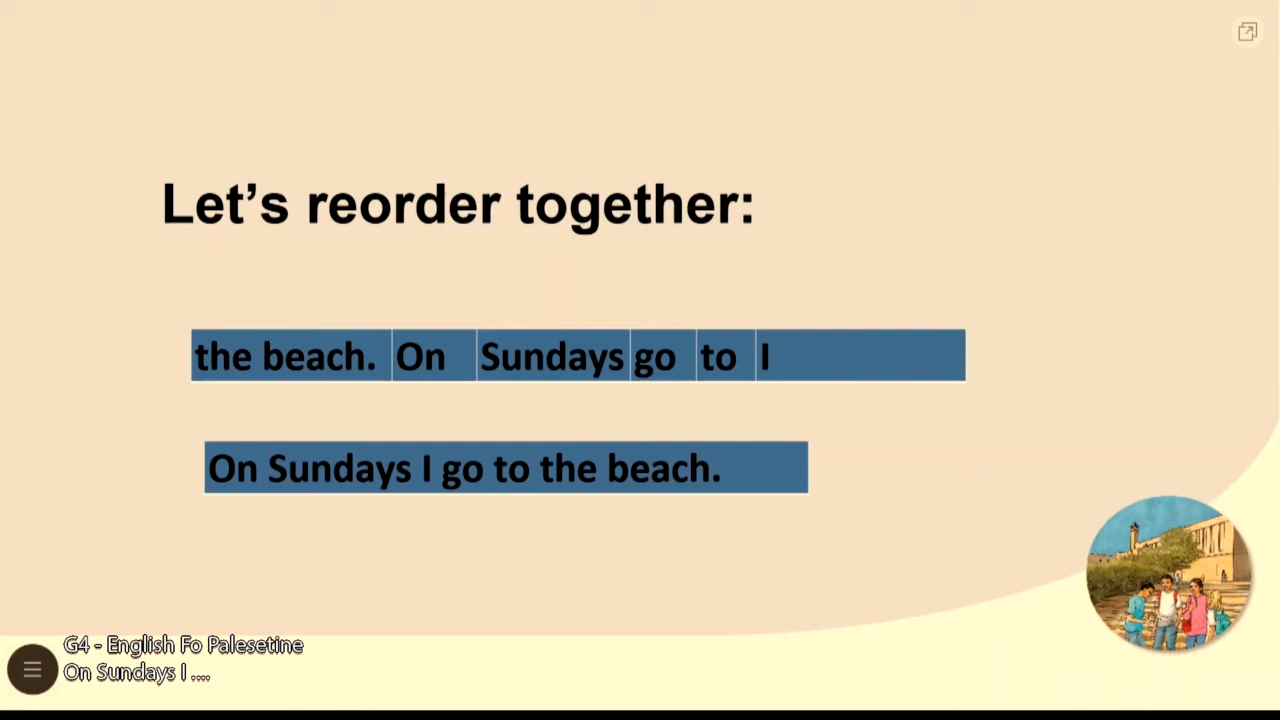 Let's reorder together:
the beach. On Sundays go to I
On Sundays I go to the beach.
G4 - English Fo Palesetine
On Sundays I ....